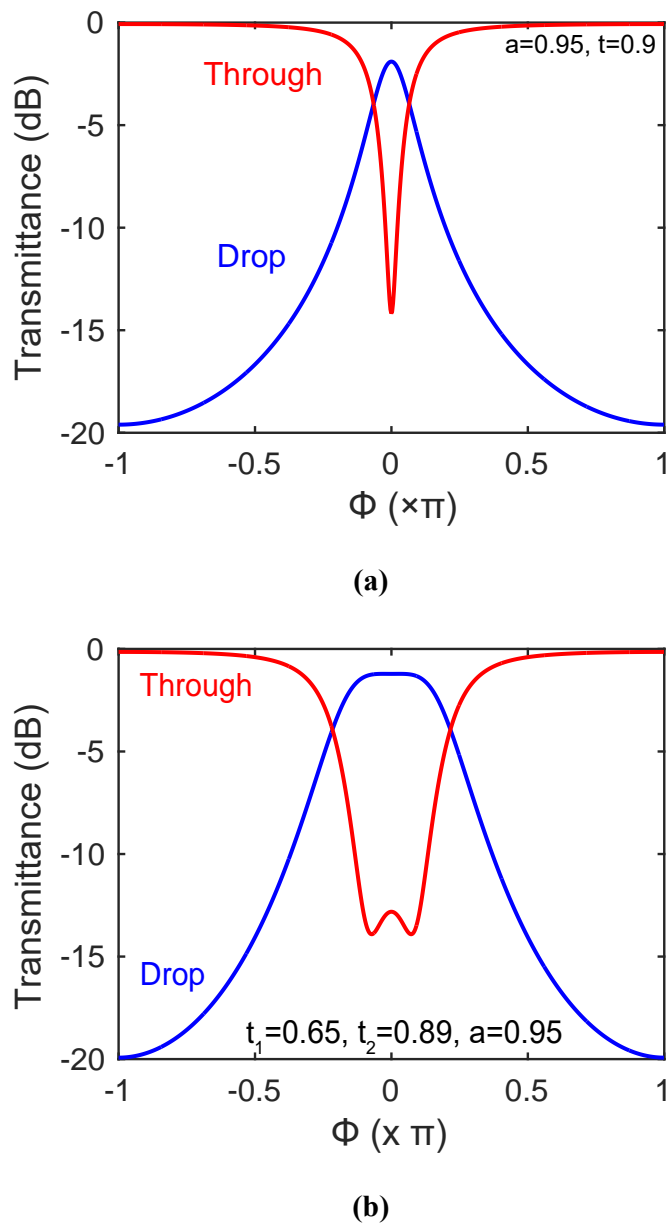 0
a=0.95, t=0.9
Through
-5
Transmittance (dB)
-10
Drop
-15
-20
-1 -0.5 0 0.5 1
Φ (×π)
(a)
0
Through
-5
Transmittance (dB)
-10
-15
Drop
t₁=0.65, t₂=0.89, a=0.95
-20
-1 -0.5 0 0.5 1
Φ (x π)
(b)